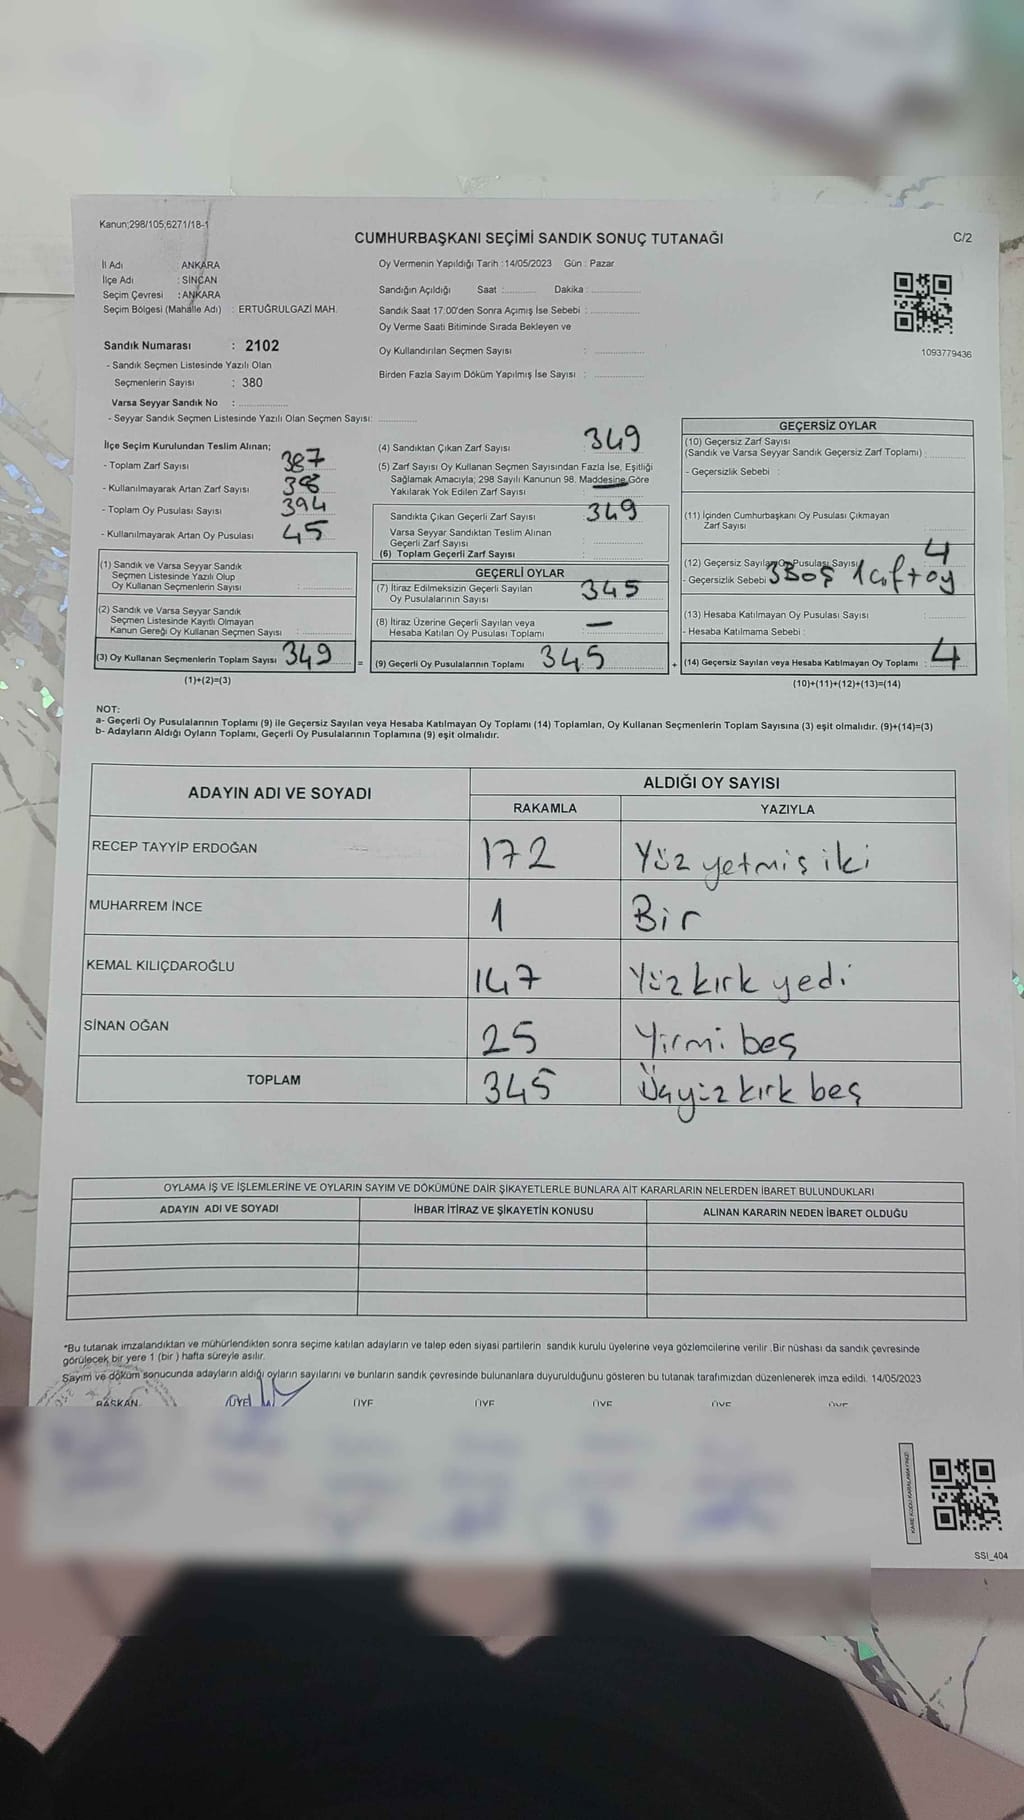 Kanun;298/105,6271/18-1
CUMHURBAŞKANI SEÇİMİ SANDIK SONUÇ TUTANAĞI
C/2
İl Adı : ANKARA
İlçe Adı : SİNCAN
Seçim Çevresi : ANKARA
Seçim Bölgesi (Mahalle Adı) : ERTUĞRULGAZİ MAH.
Oy Vermenin Yapıldığı Tarih :14/05/2023 Gün : Pazar
Sandığın Açıldığı Saat :.......... Dakika :..............
Sandık Saat 17:00'den Sonra Açımış İse Sebebi :..............
Oy Verme Saati Bitiminde Sırada Bekleyen ve
Oy Kullandırılan Seçmen Sayısı : ..............
Birden Fazla Sayım Döküm Yapılmış İse Sayısı : ..............
1093779436
Sandık Numarası : 2102
- Sandık Seçmen Listesinde Yazılı Olan
Seçmenlerin Sayısı : 380
Varsa Seyyar Sandık No : ..............
- Seyyar Sandık Seçmen Listesinde Yazılı Olan Seçmen Sayısı: ..........
İlçe Seçim Kurulundan Teslim Alınan;
- Toplam Zarf Sayısı 387
- Kullanılmayarak Artan Zarf Sayısı 38
- Toplam Oy Pusulası Sayısı 394
- Kullanılmayarak Artan Oy Pusulası 45
(1) Sandık ve Varsa Seyyar Sandık
Seçmen Listesinde Yazılı Olup
Oy Kullanan Seçmenlerin Sayısı : ..............
(2) Sandık ve Varsa Seyyar Sandık
Seçmen Listesinde Kayıtlı Olmayan
Kanun Gereği Oy Kullanan Seçmen Sayısı : ..............
(3) Oy Kullanan Seçmenlerin Toplam Sayısı 349
(1)+(2)=(3)
(4) Sandıktan Çıkan Zarf Sayısı 349
(5) Zarf Sayısı Oy Kullanan Seçmen Sayısından Fazla İse, Eşitliği
Sağlamak Amacıyla; 298 Sayılı Kanunun 98. Maddesine Göre
Yakılarak Yok Edilen Zarf Sayısı : —
Sandıkta Çıkan Geçerli Zarf Sayısı 349
Varsa Seyyar Sandıktan Teslim Alınan
Geçerli Zarf Sayısı
(6) Toplam Geçerli Zarf Sayısı
GEÇERLİ OYLAR
(7) İtiraz Edilmeksizin Geçerli Sayılan
Oy Pusulalarının Sayısı 345
(8) İtiraz Üzerine Geçerli Sayılan veya
Hesaba Katılan Oy Pusulası Toplamı : —
= (9) Geçerli Oy Pusulalarının Toplamı 345
GEÇERSİZ OYLAR
(10) Geçersiz Zarf Sayısı
(Sandık ve Varsa Seyyar Sandık Geçersiz Zarf Toplamı) :
- Geçersizlik Sebebi :
(11) İçinden Cumhurbaşkanı Oy Pusulası Çıkmayan
Zarf Sayısı
(12) Geçersiz Sayılan Oy Pusulası Sayısı 4
- Geçersizlik Sebebi 3 Boş 1 çift oy
(13) Hesaba Katılmayan Oy Pusulası Sayısı
- Hesaba Katılmama Sebebi :
+ (14) Geçersiz Sayılan veya Hesaba Katılmayan Oy Toplamı : 4
(10)+(11)+(12)+(13)=(14)
NOT:
a- Geçerli Oy Pusulalarının Toplamı (9) ile Geçersiz Sayılan veya Hesaba Katılmayan Oy Toplamı (14) Toplamları, Oy Kullanan Seçmenlerin Toplam Sayısına (3) eşit olmalıdır. (9)+(14)=(3)
b- Adayların Aldığı Oyların Toplamı, Geçerli Oy Pusulalarının Toplamına (9) eşit olmalıdır.
ADAYIN ADI VE SOYADI
ALDIĞI OY SAYISI
RAKAMLA YAZIYLA
RECEP TAYYİP ERDOĞAN 172 Yüz yetmiş iki
MUHARREM İNCE 1 Bir
KEMAL KILIÇDAROĞLU 147 Yüz kırk yedi
SİNAN OĞAN 25 Yirmi beş
TOPLAM 345 Üçyüz kırk beş
OYLAMA İŞ VE İŞLEMLERİNE VE OYLARIN SAYIM VE DÖKÜMÜNE DAİR ŞİKAYETLERLE BUNLARA AİT KARARLARIN NELERDEN İBARET BULUNDUKLARI
ADAYIN ADI VE SOYADI İHBAR İTİRAZ VE ŞİKAYETİN KONUSU ALINAN KARARIN NEDEN İBARET OLDUĞU
*Bu tutanak imzalandıktan ve mühürlendikten sonra seçime katılan adayların ve talep eden siyasi partilerin sandık kurulu üyelerine veya gözlemcilerine verilir .Bir nüshası da sandık çevresinde
görülecek bir yere 1 (bir ) hafta süreyle asılır.
Sayım ve döküm sonucunda adayların aldığı oyların sayılarını ve bunların sandık çevresinde bulunanlara duyurulduğunu gösteren bu tutanak tarafımızdan düzenlenerek imza edildi. 14/05/2023
BAŞKAN ÜYE ÜYE ÜYE ÜYE ÜYE ÜYE
KARE KODU KARALAMAYINIZ!
SSI_404